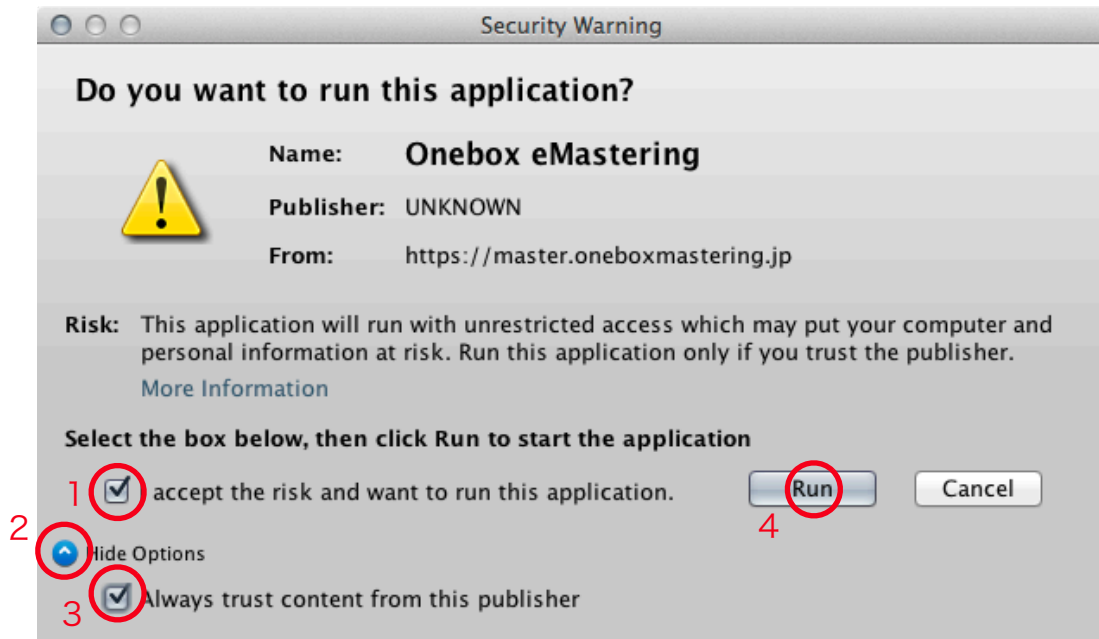 Security Warning
Do you want to run this application?
Name: Onebox eMastering
Publisher: UNKNOWN
From: https://master.oneboxmastering.jp
Risk: This application will run with unrestricted access which may put your computer and
personal information at risk. Run this application only if you trust the publisher.
More Information
Select the box below, then click Run to start the application
1 accept the risk and want to run this application. Run Cancel
4
2
Hide Options
3 Always trust content from this publisher